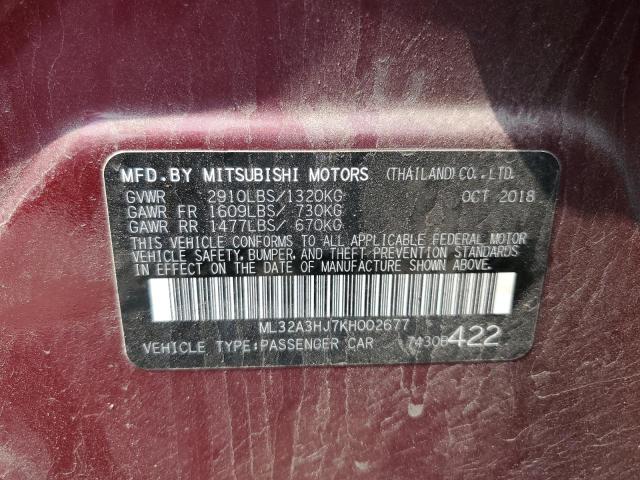 MFD.BY MITSUBISHI MOTORS (THAILAND) CO.,LTD.
GVWR 2910LBS/1320KG OCT 2018
GAWR FR 1609LBS/ 730KG
GAWR RR 1477LBS/ 670KG
THIS VEHICLE CONFORMS TO ALL APPLICABLE FEDERAL MOTOR
VEHICLE SAFETY, BUMPER, AND THEFT PREVENTION STANDARDS
IN EFFECT ON THE DATE OF MANUFACTURE SHOWN ABOVE.
ML32A3HJ7KH002677
VEHICLE TYPE:PASSENGER CAR 422